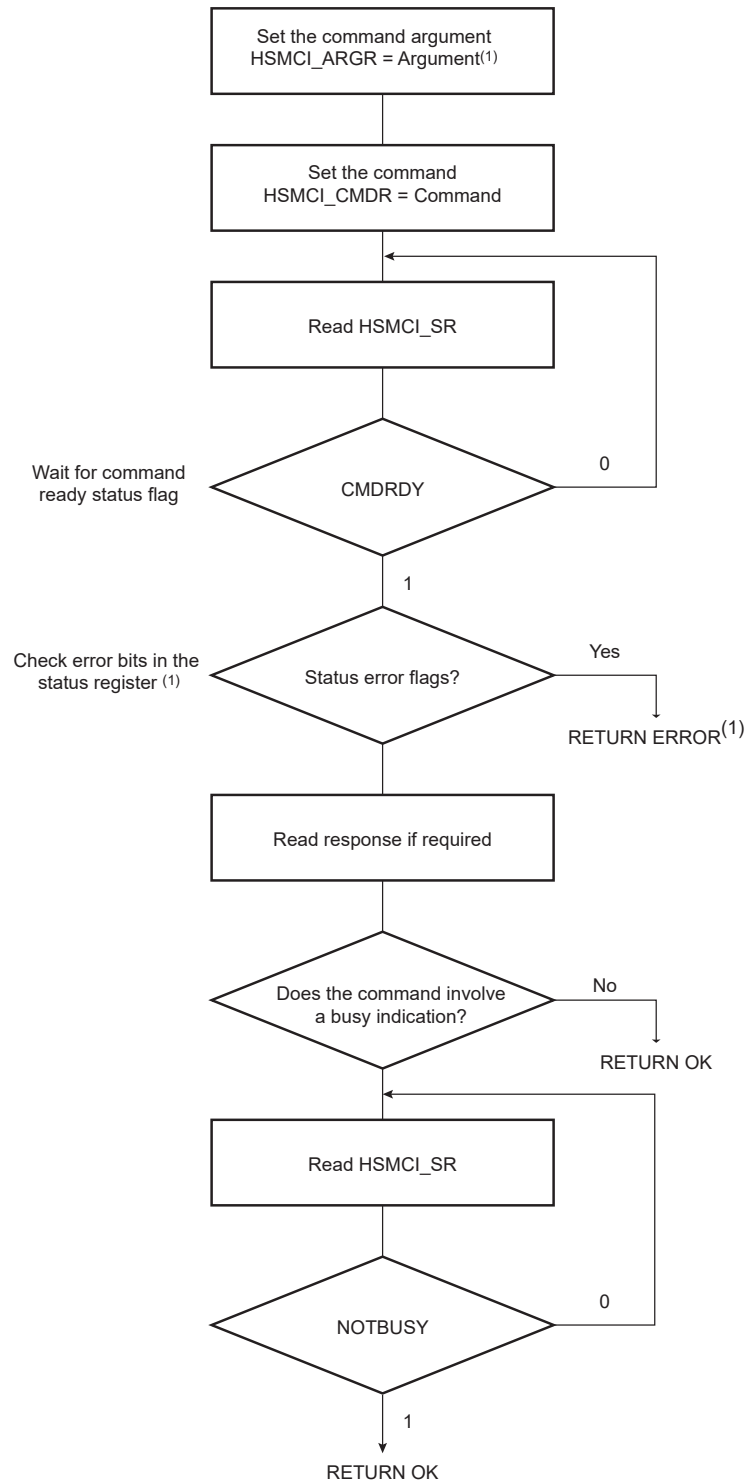 Set the command argument
HSMCI_ARGR = Argument(1)
Set the command
HSMCI_CMDR = Command
Read HSMCI_SR
Wait for command
ready status flag
CMDRDY
0
1
Check error bits in the
status register (1)
Status error flags?
Yes
RETURN ERROR(1)
Read response if required
Does the command involve
a busy indication?
No
RETURN OK
Read HSMCI_SR
NOTBUSY
0
1
RETURN OK